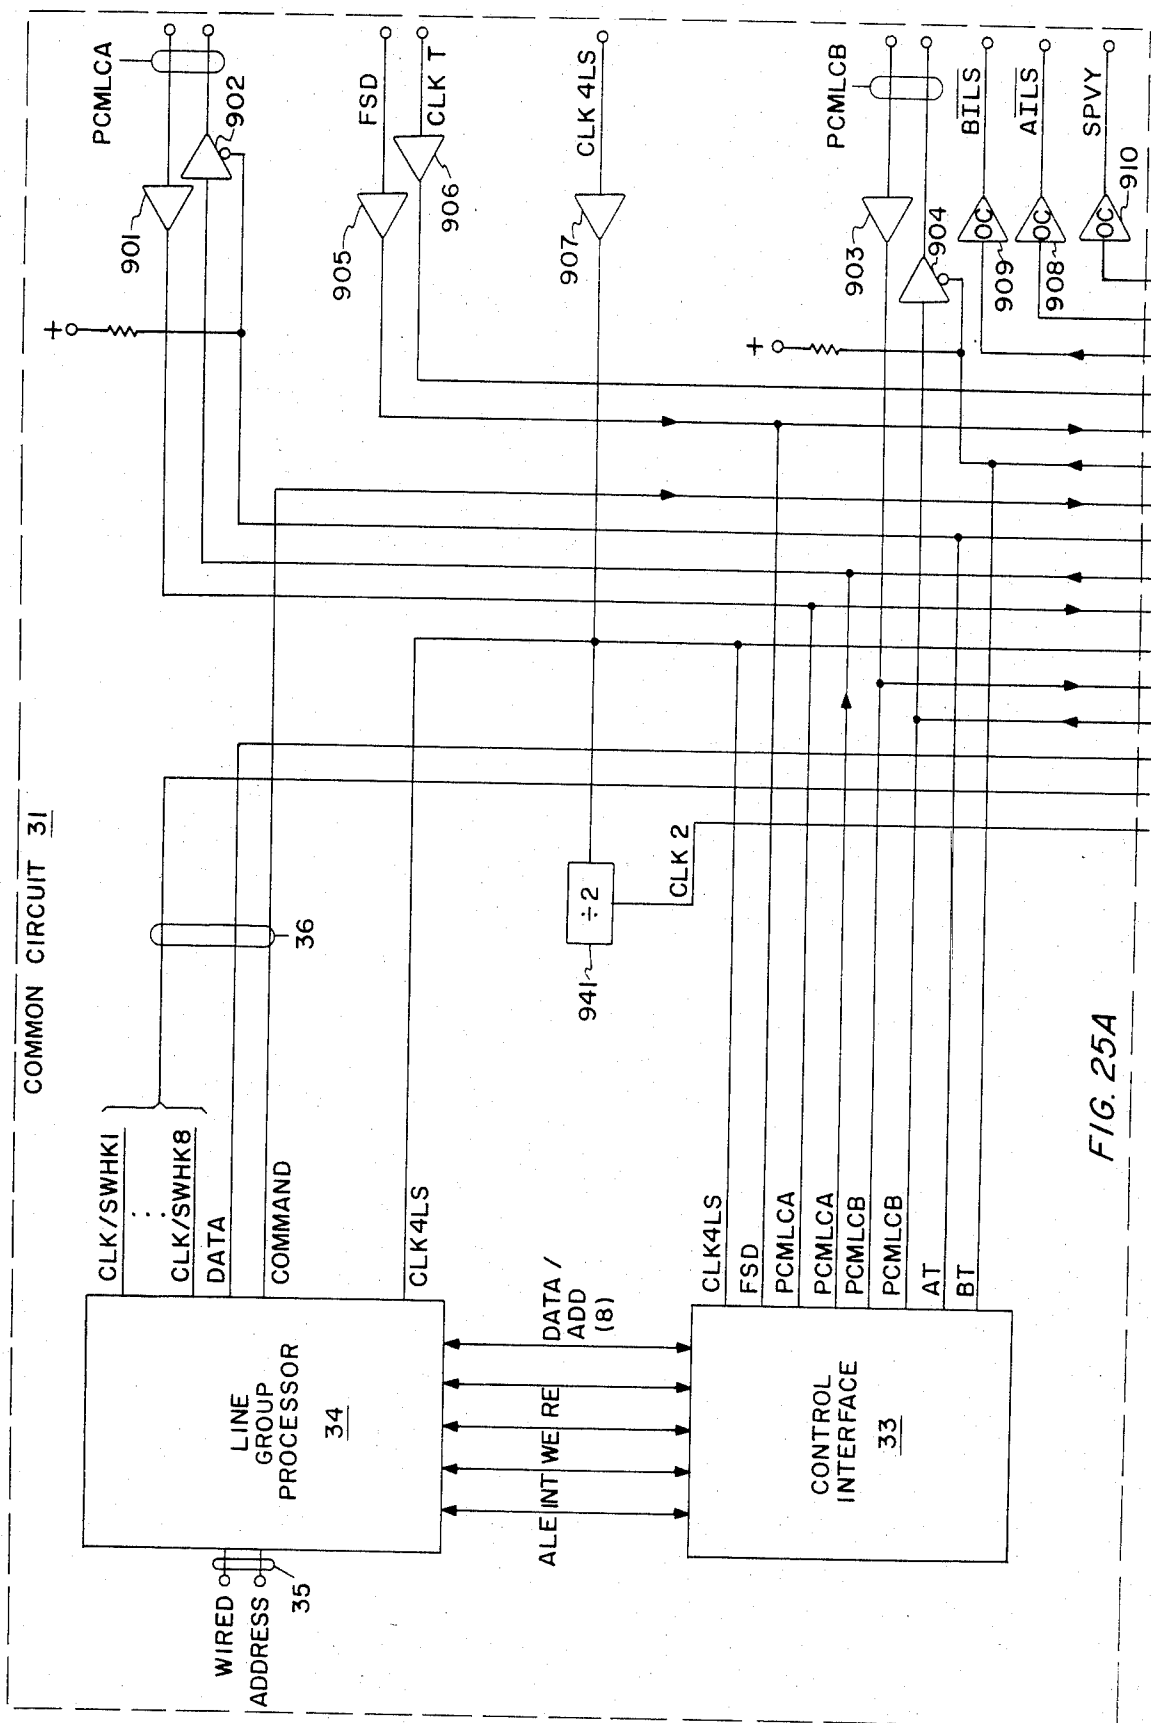 COMMON CIRCUIT 31
PCMLCA
901
902
+
FSD
CLK T
905
906
CLK 4LS
907
PCMLCB
903
904
+
BILS
OC
909
AILS
OC
908
SPVY
OC
910
36
÷2
941
CLK 2
CLK/SWHK1
CLK/SWHK8
DATA
COMMAND
CLK4LS
LINE
GROUP
PROCESSOR
34
WIRED
ADDRESS
35
DATA /
ADD
(8)
RE
WE
INT
ALE
CLK4LS
FSD
PCMLCA
PCMLCA
PCMLCB
PCMLCB
AT
BT
CONTROL
INTERFACE
33
FIG. 25A